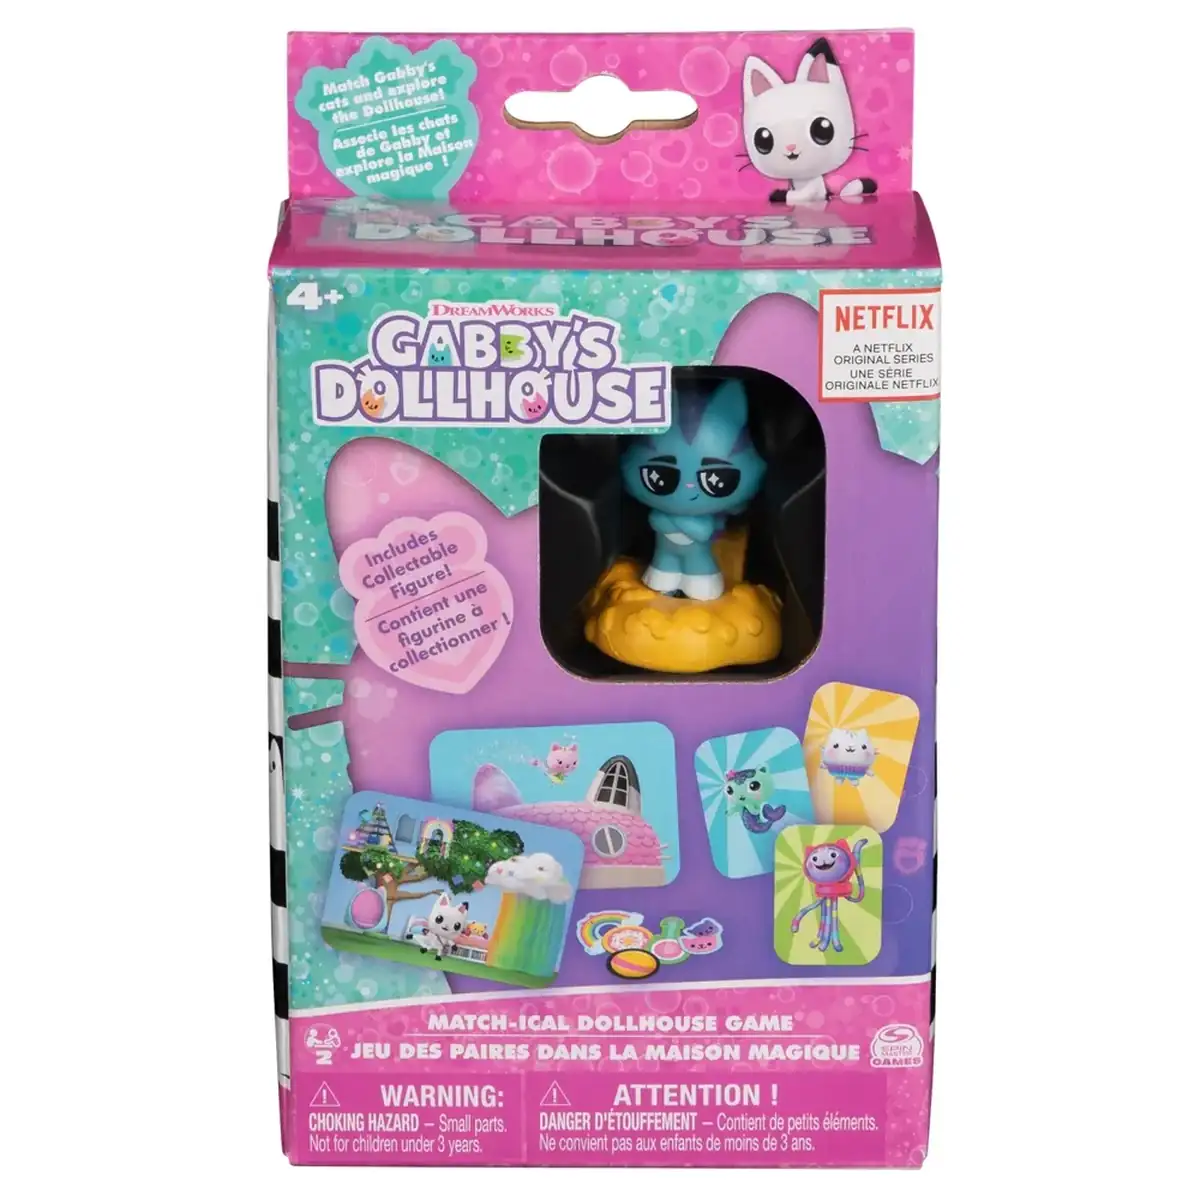 Match Gabby's
cats and explore
the Dollhouse!
Associe les chats
de Gabby et
explore la Maison
magique !
GABBY'S
DOLLHOUSE
4+
DREAMWORKS
GABBY'S
DOLLHOUSE
NETFLIX
A NETFLIX
ORIGINAL SERIES
UNE SÉRIE
ORIGINALE NETFLIX
Includes
Collectable
Figure!
Contient une
figurine à
collectionner !
MATCH-ICAL DOLLHOUSE GAME
2
JEU DES PAIRES DANS LA MAISON MAGIQUE
SPIN
MASTER
GAMES
WARNING:
CHOKING HAZARD – Small parts.
Not for children under 3 years.
ATTENTION !
DANGER D'ÉTOUFFEMENT – Contient de petits éléments.
Ne convient pas aux enfants de moins de 3 ans.